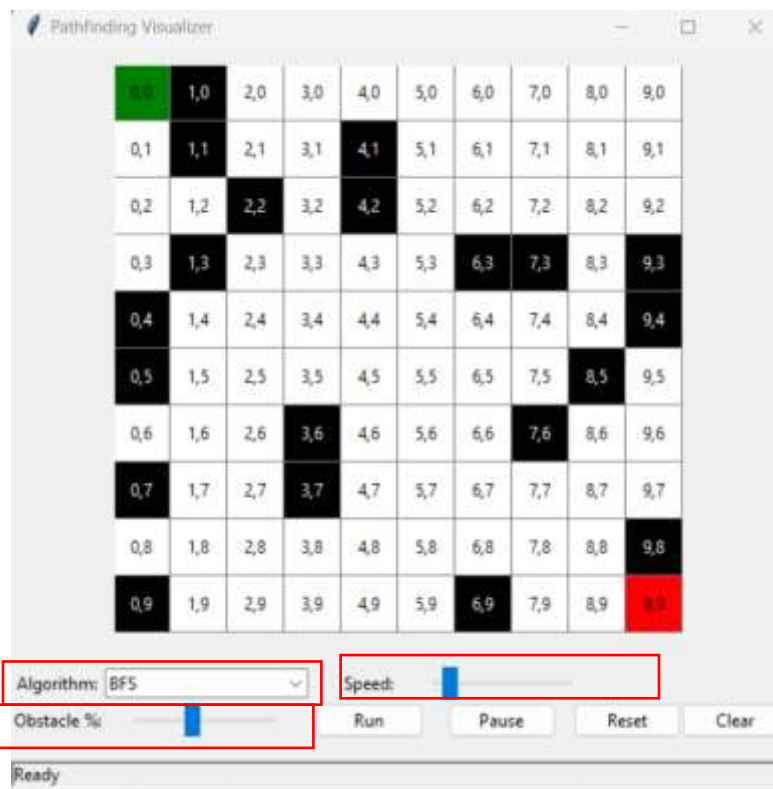 Pathfinding Visualizer
0,0 1,0 2,0 3,0 4,0 5,0 6,0 7,0 8,0 9,0
0,1 1,1 2,1 3,1 4,1 5,1 6,1 7,1 8,1 9,1
0,2 1,2 2,2 3,2 4,2 5,2 6,2 7,2 8,2 9,2
0,3 1,3 2,3 3,3 4,3 5,3 6,3 7,3 8,3 9,3
0,4 1,4 2,4 3,4 4,4 5,4 6,4 7,4 8,4 9,4
0,5 1,5 2,5 3,5 4,5 5,5 6,5 7,5 8,5 9,5
0,6 1,6 2,6 3,6 4,6 5,6 6,6 7,6 8,6 9,6
0,7 1,7 2,7 3,7 4,7 5,7 6,7 7,7 8,7 9,7
0,8 1,8 2,8 3,8 4,8 5,8 6,8 7,8 8,8 9,8
0,9 1,9 2,9 3,9 4,9 5,9 6,9 7,9 8,9 9,9
Algorithm: BFS Speed:
Obstacle %: Run Pause Reset Clear
Ready